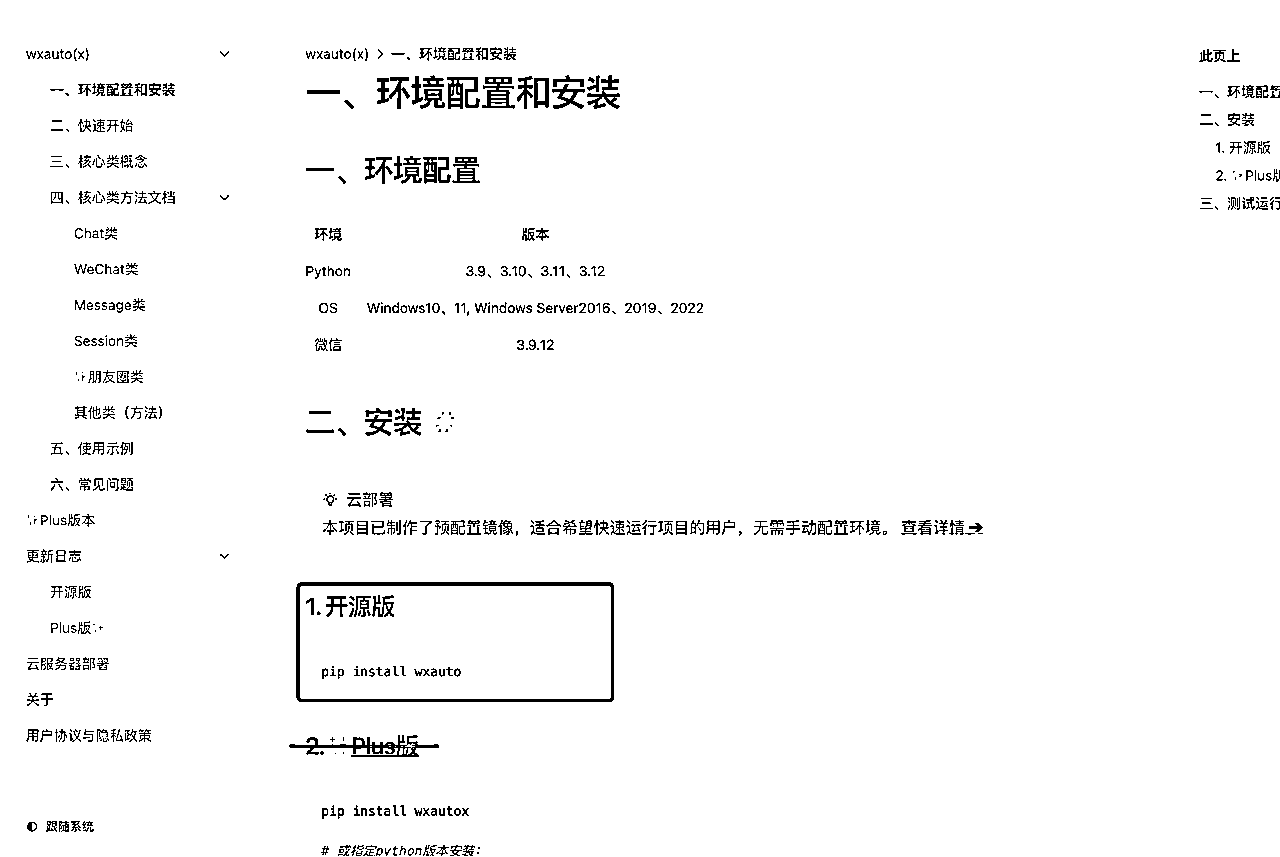 wxauto(x)
一、环境配置和安装
二、快速开始
三、核心类概念
四、核心类方法文档
Chat类
WeChat类
Message类
Session类
朋友圈类
其他类（方法）
五、使用示例
六、常见问题
Plus版本
更新日志
开源版
Plus版
云服务器部署
关于
用户协议与隐私政策
跟随系统
wxauto(x) > 一、环境配置和安装
一、环境配置和安装
一、环境配置
环境 版本
Python 3.9、3.10、3.11、3.12
OS Windows10、11, Windows Server2016、2019、2022
微信 3.9.12
二、安装
云部署
本项目已制作了预配置镜像，适合希望快速运行项目的用户，无需手动配置环境。 查看详情➔
1. 开源版
pip install wxauto
2. Plus版
pip install wxautox
# 或指定python版本安装：
此页上
一、环境配置
二、安装
1. 开源版
2. Plus版
三、测试运行